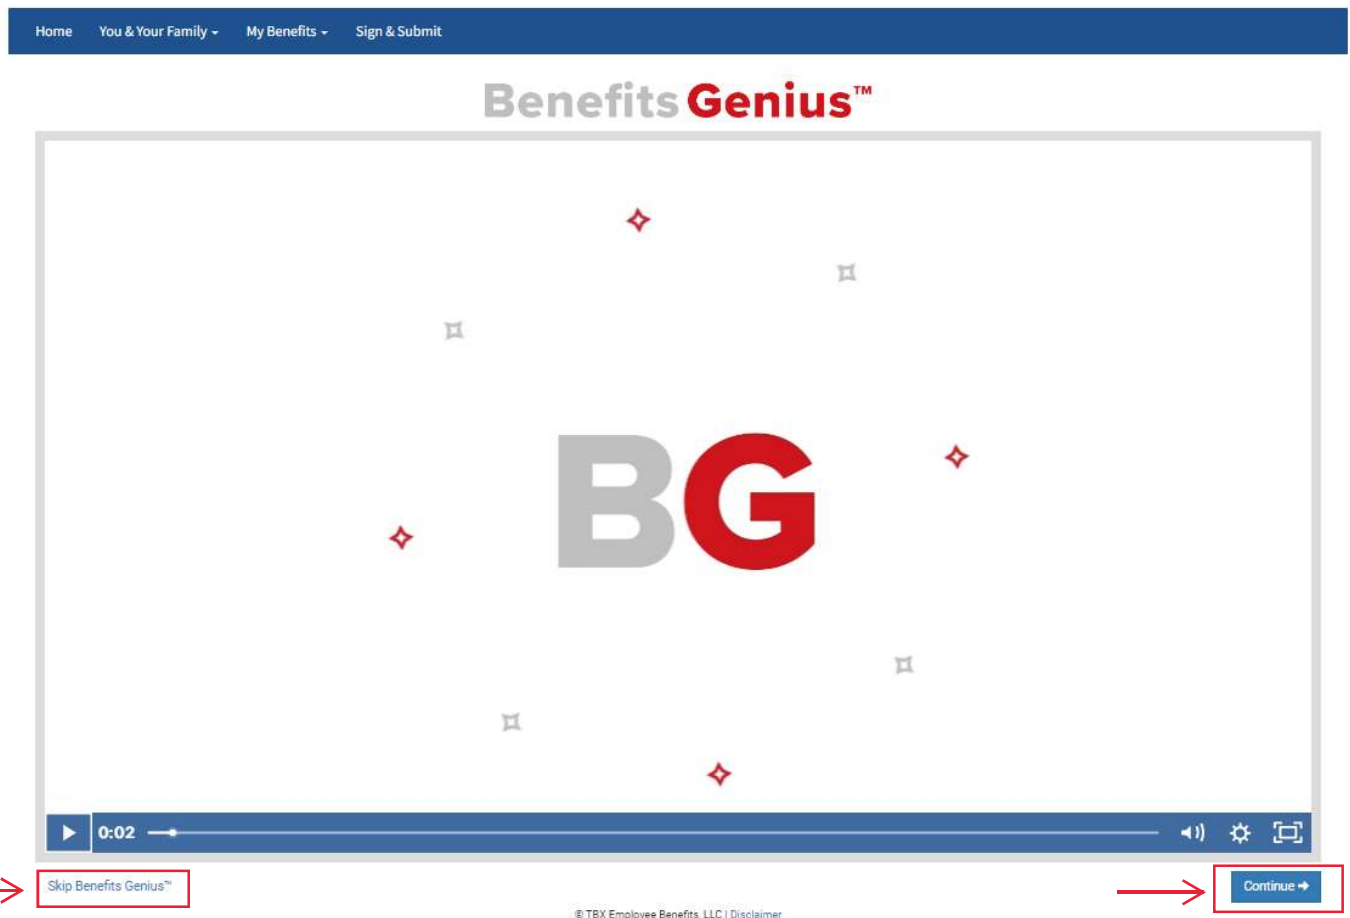 Home You & Your Family My Benefits Sign & Submit
Benefits Genius™
BG
0:02
Skip Benefits Genius™
Continue
© TBX Employee Benefits, LLC | Disclaimer